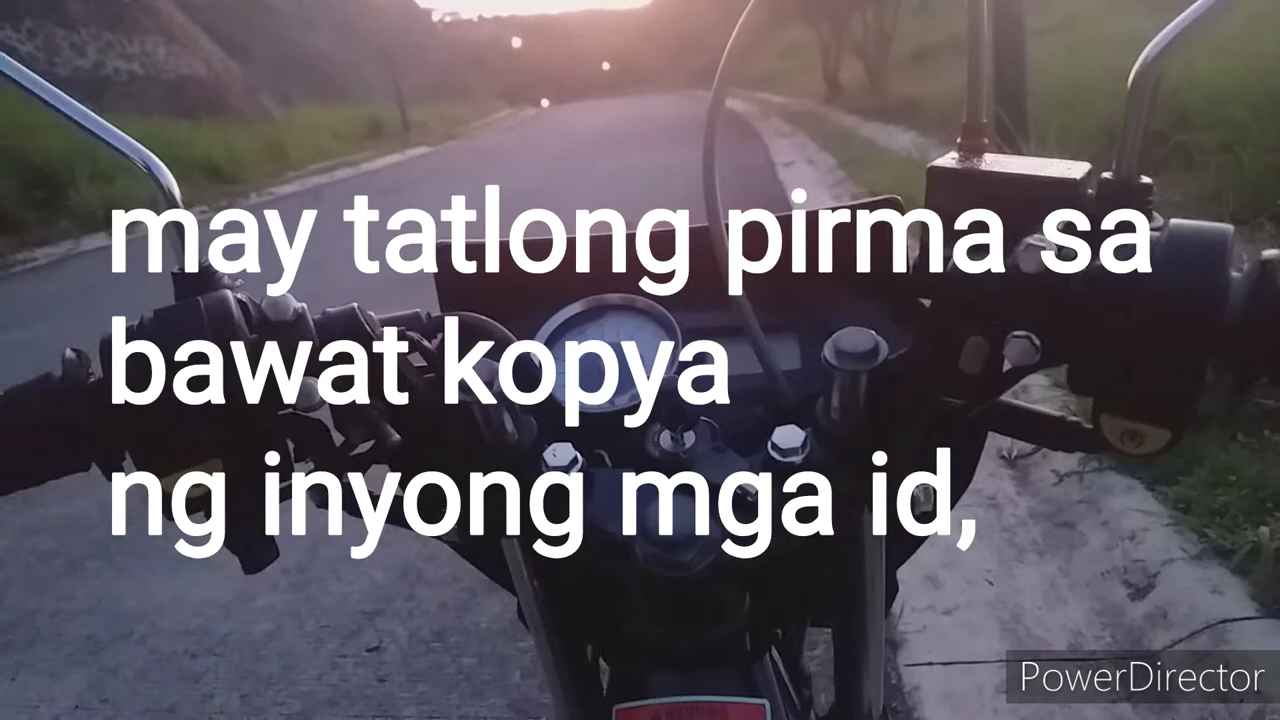 may tatlong pirma sa
bawat kopya
ng inyong mga id,
PowerDirector